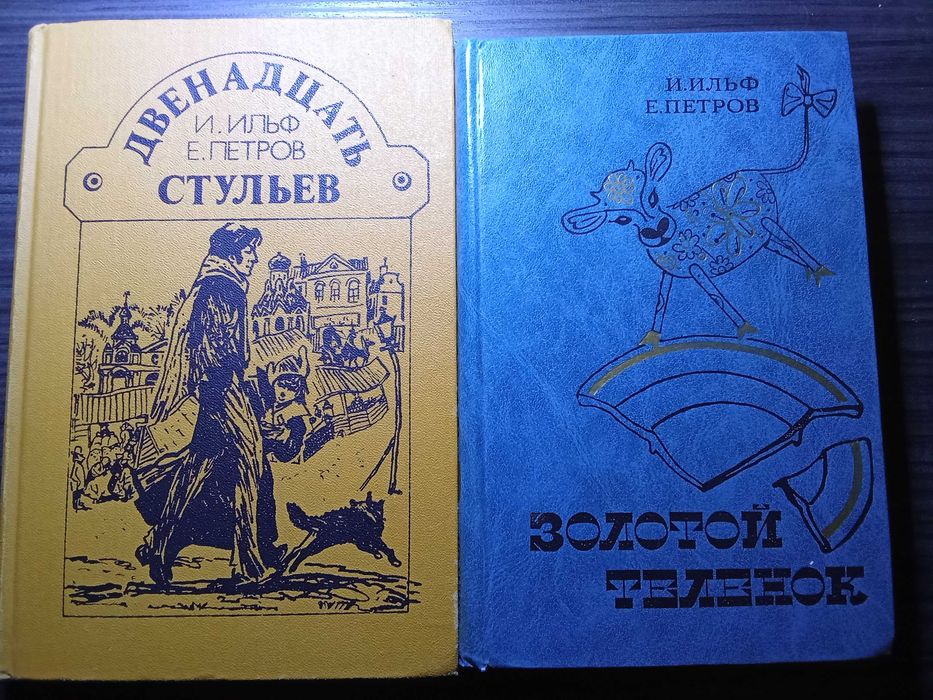 ДВЕНАДЦАТЬ
И. ИЛЬФ
Е. ПЕТРОВ
СТУЛЬЕВ
И. ИЛЬФ
Е. ПЕТРОВ
ЗОЛОТОЙ
ТЕЛЕНОК